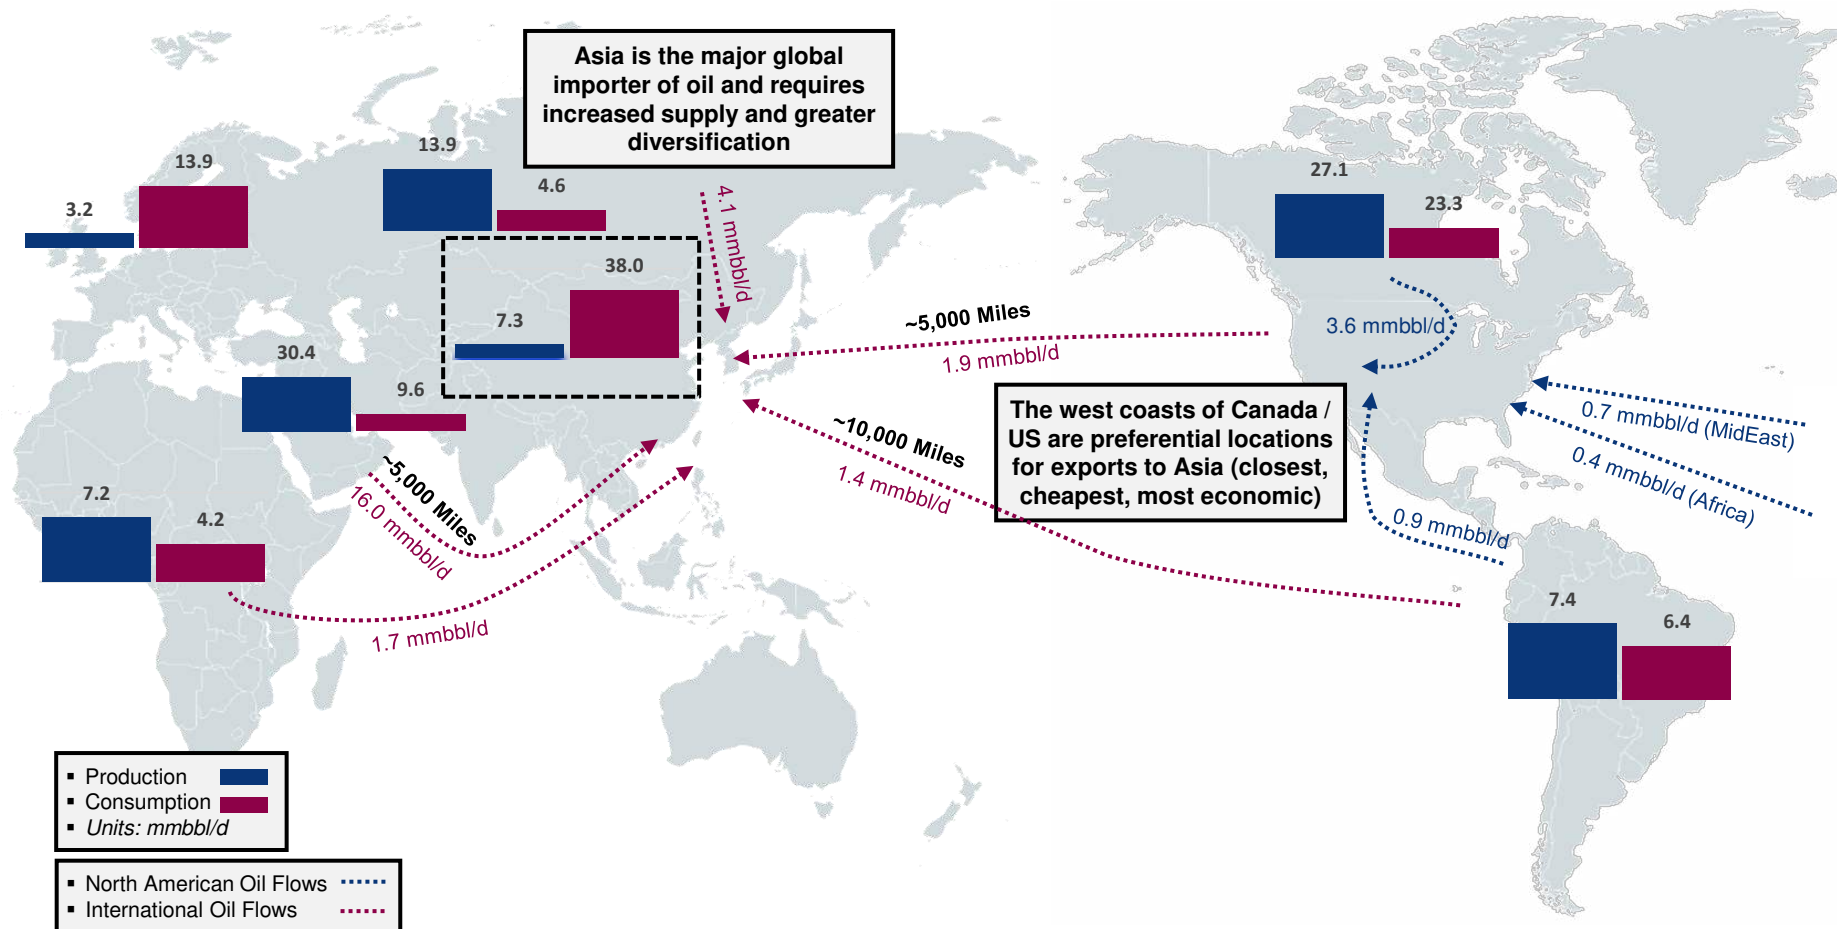 Asia is the major global
importer of oil and requires
increased supply and greater
diversification
13.9
3.2
13.9
4.6
4.1 mmbbl/d
27.1
23.3
38.0
7.3
~5,000 Miles
1.9 mmbbl/d
3.6 mmbbl/d
30.4
9.6
The west coasts of Canada /
US are preferential locations
for exports to Asia (closest,
cheapest, most economic)
0.7 mmbbl/d (MidEast)
0.4 mmbbl/d (Africa)
0.9 mmbbl/d
~10,000 Miles
1.4 mmbbl/d
~5,000 Miles
16.0 mmbbl/d
7.2
4.2
1.7 mmbbl/d
7.4
6.4
▪ Production
▪ Consumption
▪ Units: mmbbl/d
▪ North American Oil Flows
▪ International Oil Flows